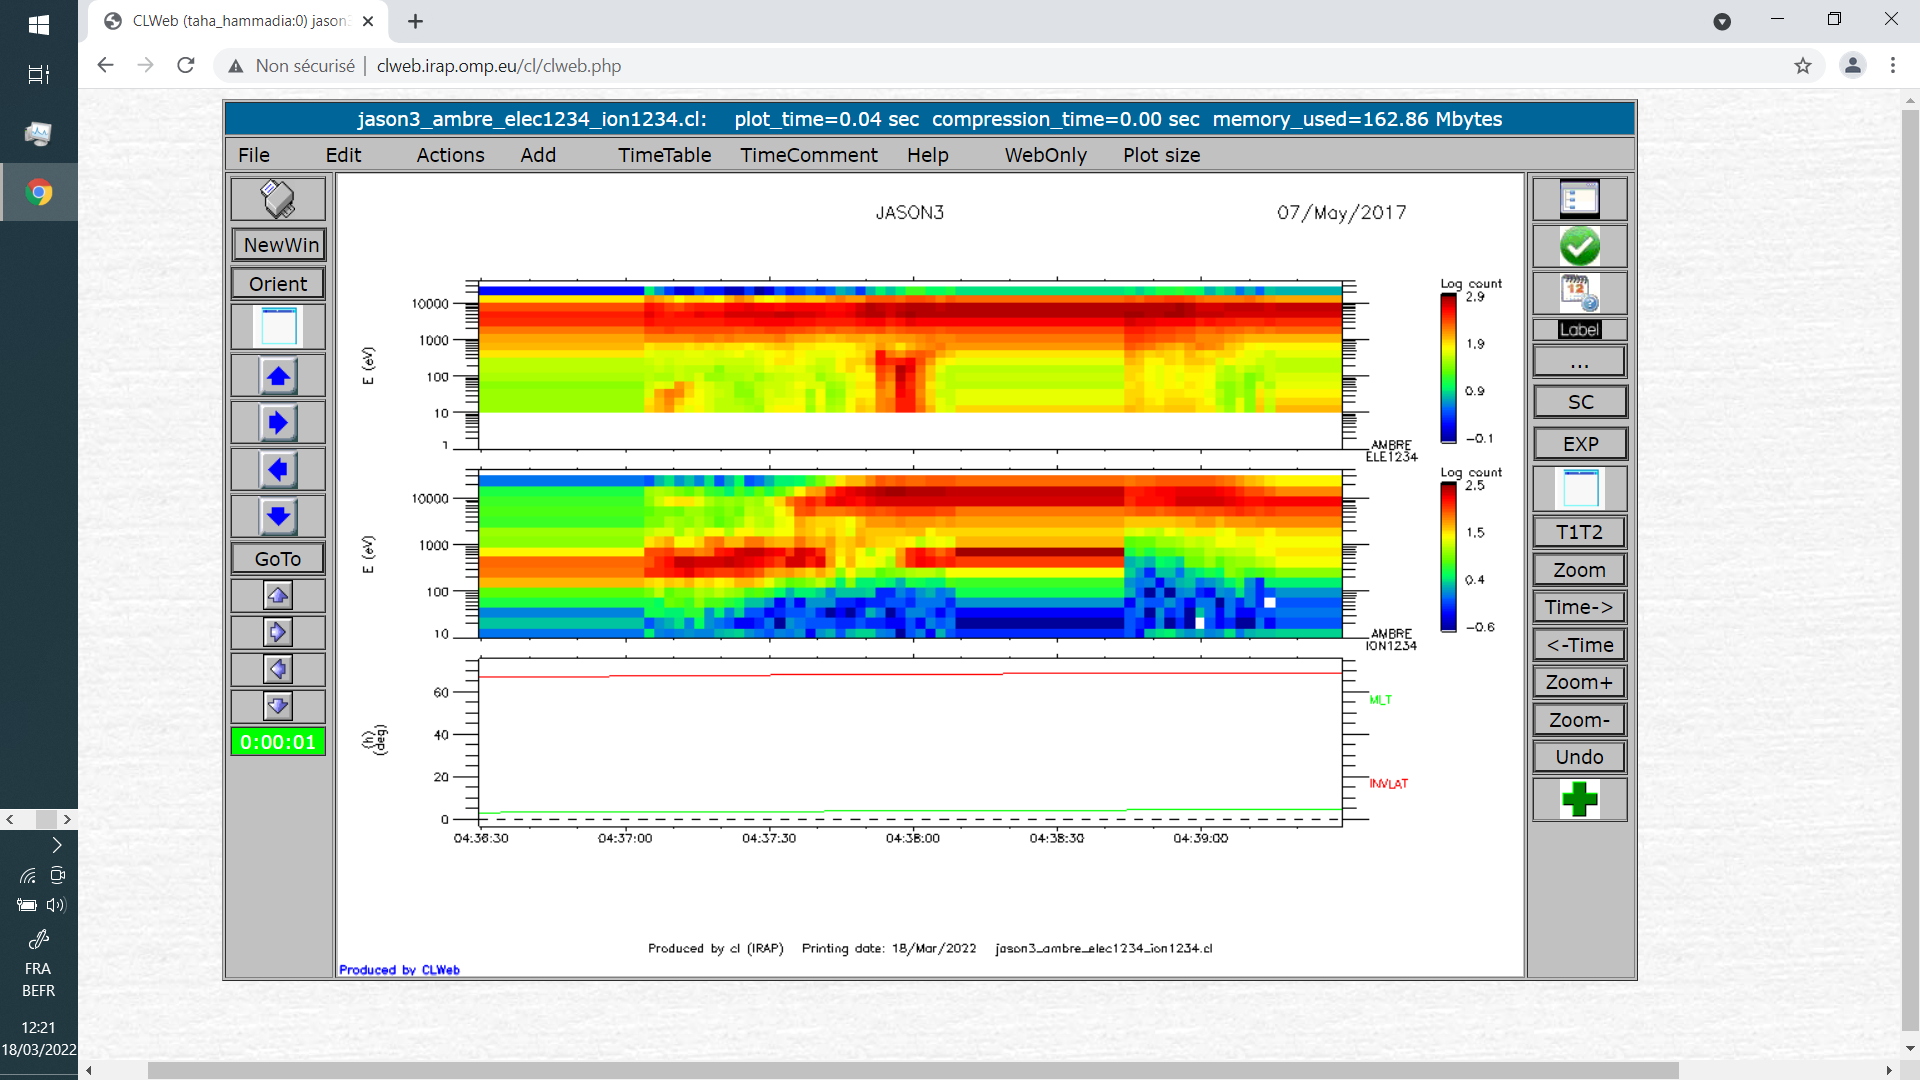 CLWeb (taha_hammadia:0) jason3
Non sécurisé
clweb.irap.omp.eu/cl/clweb.php
jason3_ambre_elec1234_ion1234.cl: plot_time=0.04 sec compression_time=0.00 sec memory_used=162.86 Mbytes
File Edit Actions Add TimeTable TimeComment Help WebOnly Plot size
NewWin
Orient
GoTo
0:00:01
JASON3
07/May/2017
Log count
2.9
1.9
0.9
-0.1
E (eV)
10000
1000
100
10
1
AMBRE
ELE1234
Log count
2.5
1.5
0.4
-0.6
E (eV)
10000
1000
100
10
AMBRE
ION1234
(h)
(deg)
60
40
20
0
MLT
INVLAT
04:36:30 04:37:00 04:37:30 04:38:00 04:38:30 04:39:00
Produced by cl (IRAP) Printing date: 18/Mar/2022 jason3_ambre_elec1234_ion1234.cl
Produced by CLWeb
12
Label
...
SC
EXP
T1T2
Zoom
Time->
<-Time
Zoom+
Zoom-
Undo
FRA
BEFR
12:21
18/03/2022